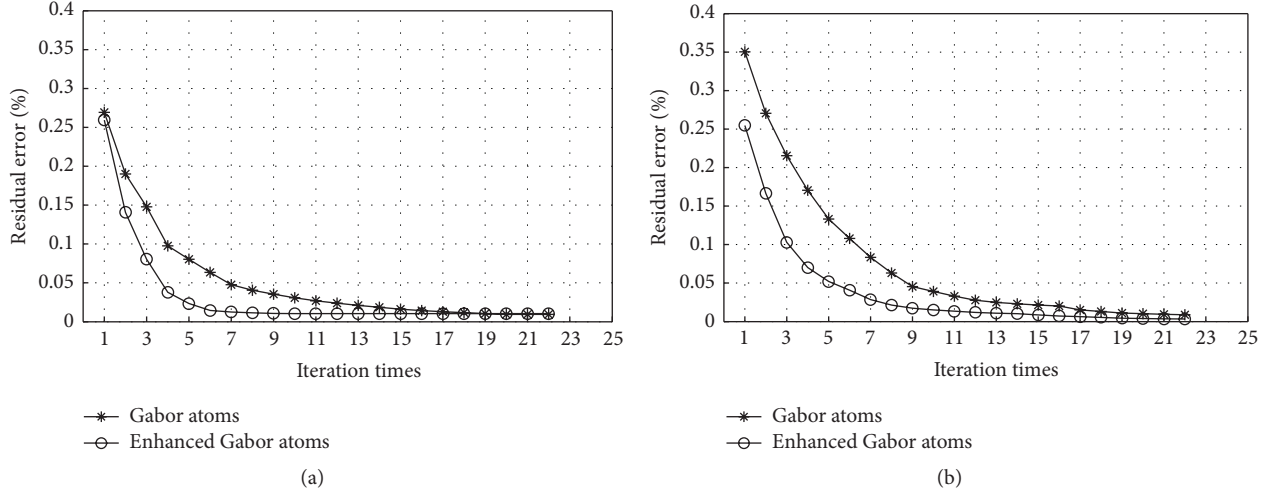 0.4
0.35
0.3
0.25
0.2
0.15
0.1
0.05
0
Residual error (%)
1 3 5 7 9 11 13 15 17 19 21 23 25
Iteration times
Gabor atoms
Enhanced Gabor atoms
(a)
0.4
0.35
0.3
0.25
0.2
0.15
0.1
0.05
0
Residual error (%)
1 3 5 7 9 11 13 15 17 19 21 23 25
Iteration times
Gabor atoms
Enhanced Gabor atoms
(b)